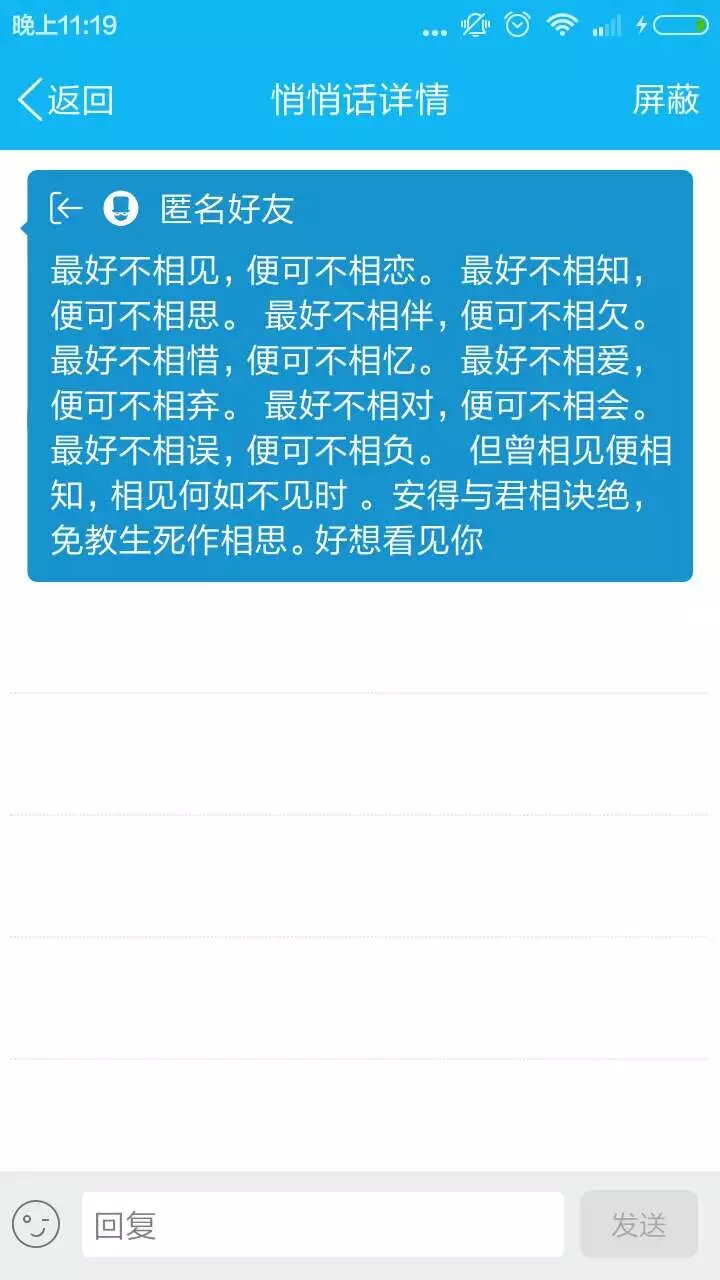 晚上11:19
返回
悄悄话详情
屏蔽
匿名好友
最好不相见，便可不相恋。 最好不相知，
便可不相思。 最好不相伴，便可不相欠。
最好不相惜，便可不相忆。 最好不相爱，
便可不相弃。 最好不相对，便可不相会。
最好不相误，便可不相负。 但曾相见便相
知，相见何如不见时 。安得与君相诀绝，
免教生死作相思。好想看见你
回复
发送